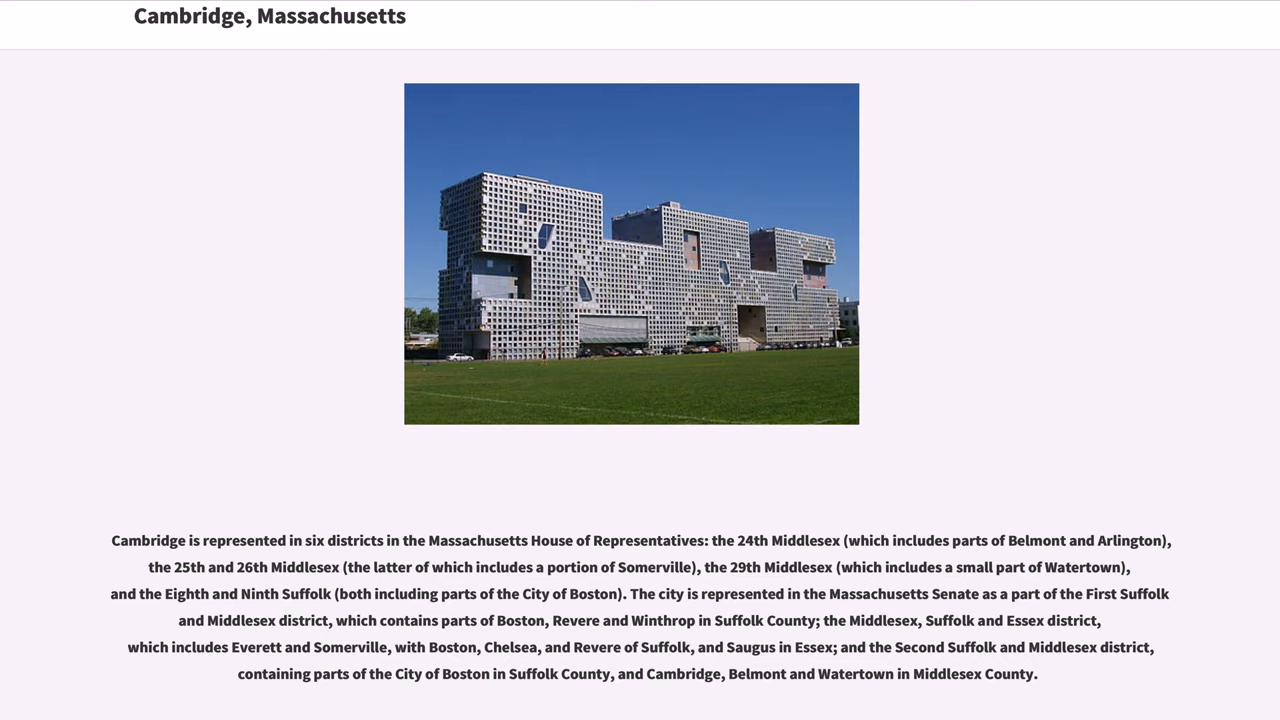 Cambridge, Massachusetts
Cambridge is represented in six districts in the Massachusetts House of Representatives: the 24th Middlesex (which includes parts of Belmont and Arlington),
the 25th and 26th Middlesex (the latter of which includes a portion of Somerville), the 29th Middlesex (which includes a small part of Watertown),
and the Eighth and Ninth Suffolk (both including parts of the City of Boston). The city is represented in the Massachusetts Senate as a part of the First Suffolk
and Middlesex district, which contains parts of Boston, Revere and Winthrop in Suffolk County; the Middlesex, Suffolk and Essex district,
which includes Everett and Somerville, with Boston, Chelsea, and Revere of Suffolk, and Saugus in Essex; and the Second Suffolk and Middlesex district,
containing parts of the City of Boston in Suffolk County, and Cambridge, Belmont and Watertown in Middlesex County.